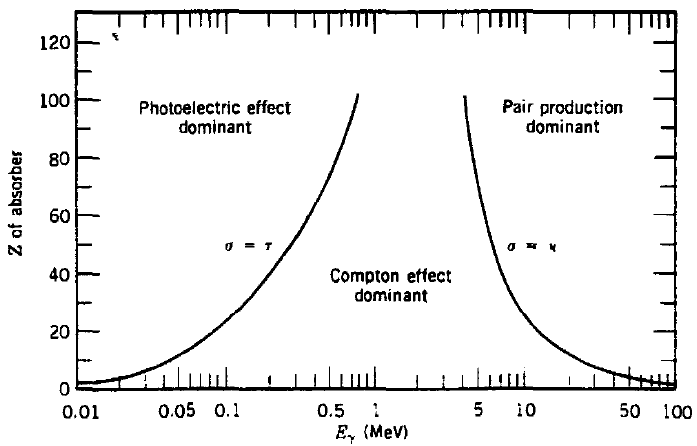 120
100
80
60
40
20
0
Z of absorber
Photoelectric effect
dominant
Pair production
dominant
σ = τ
σ = κ
Compton effect
dominant
0.01 0.05 0.1 0.5 1 5 10 50 100
Eγ (MeV)